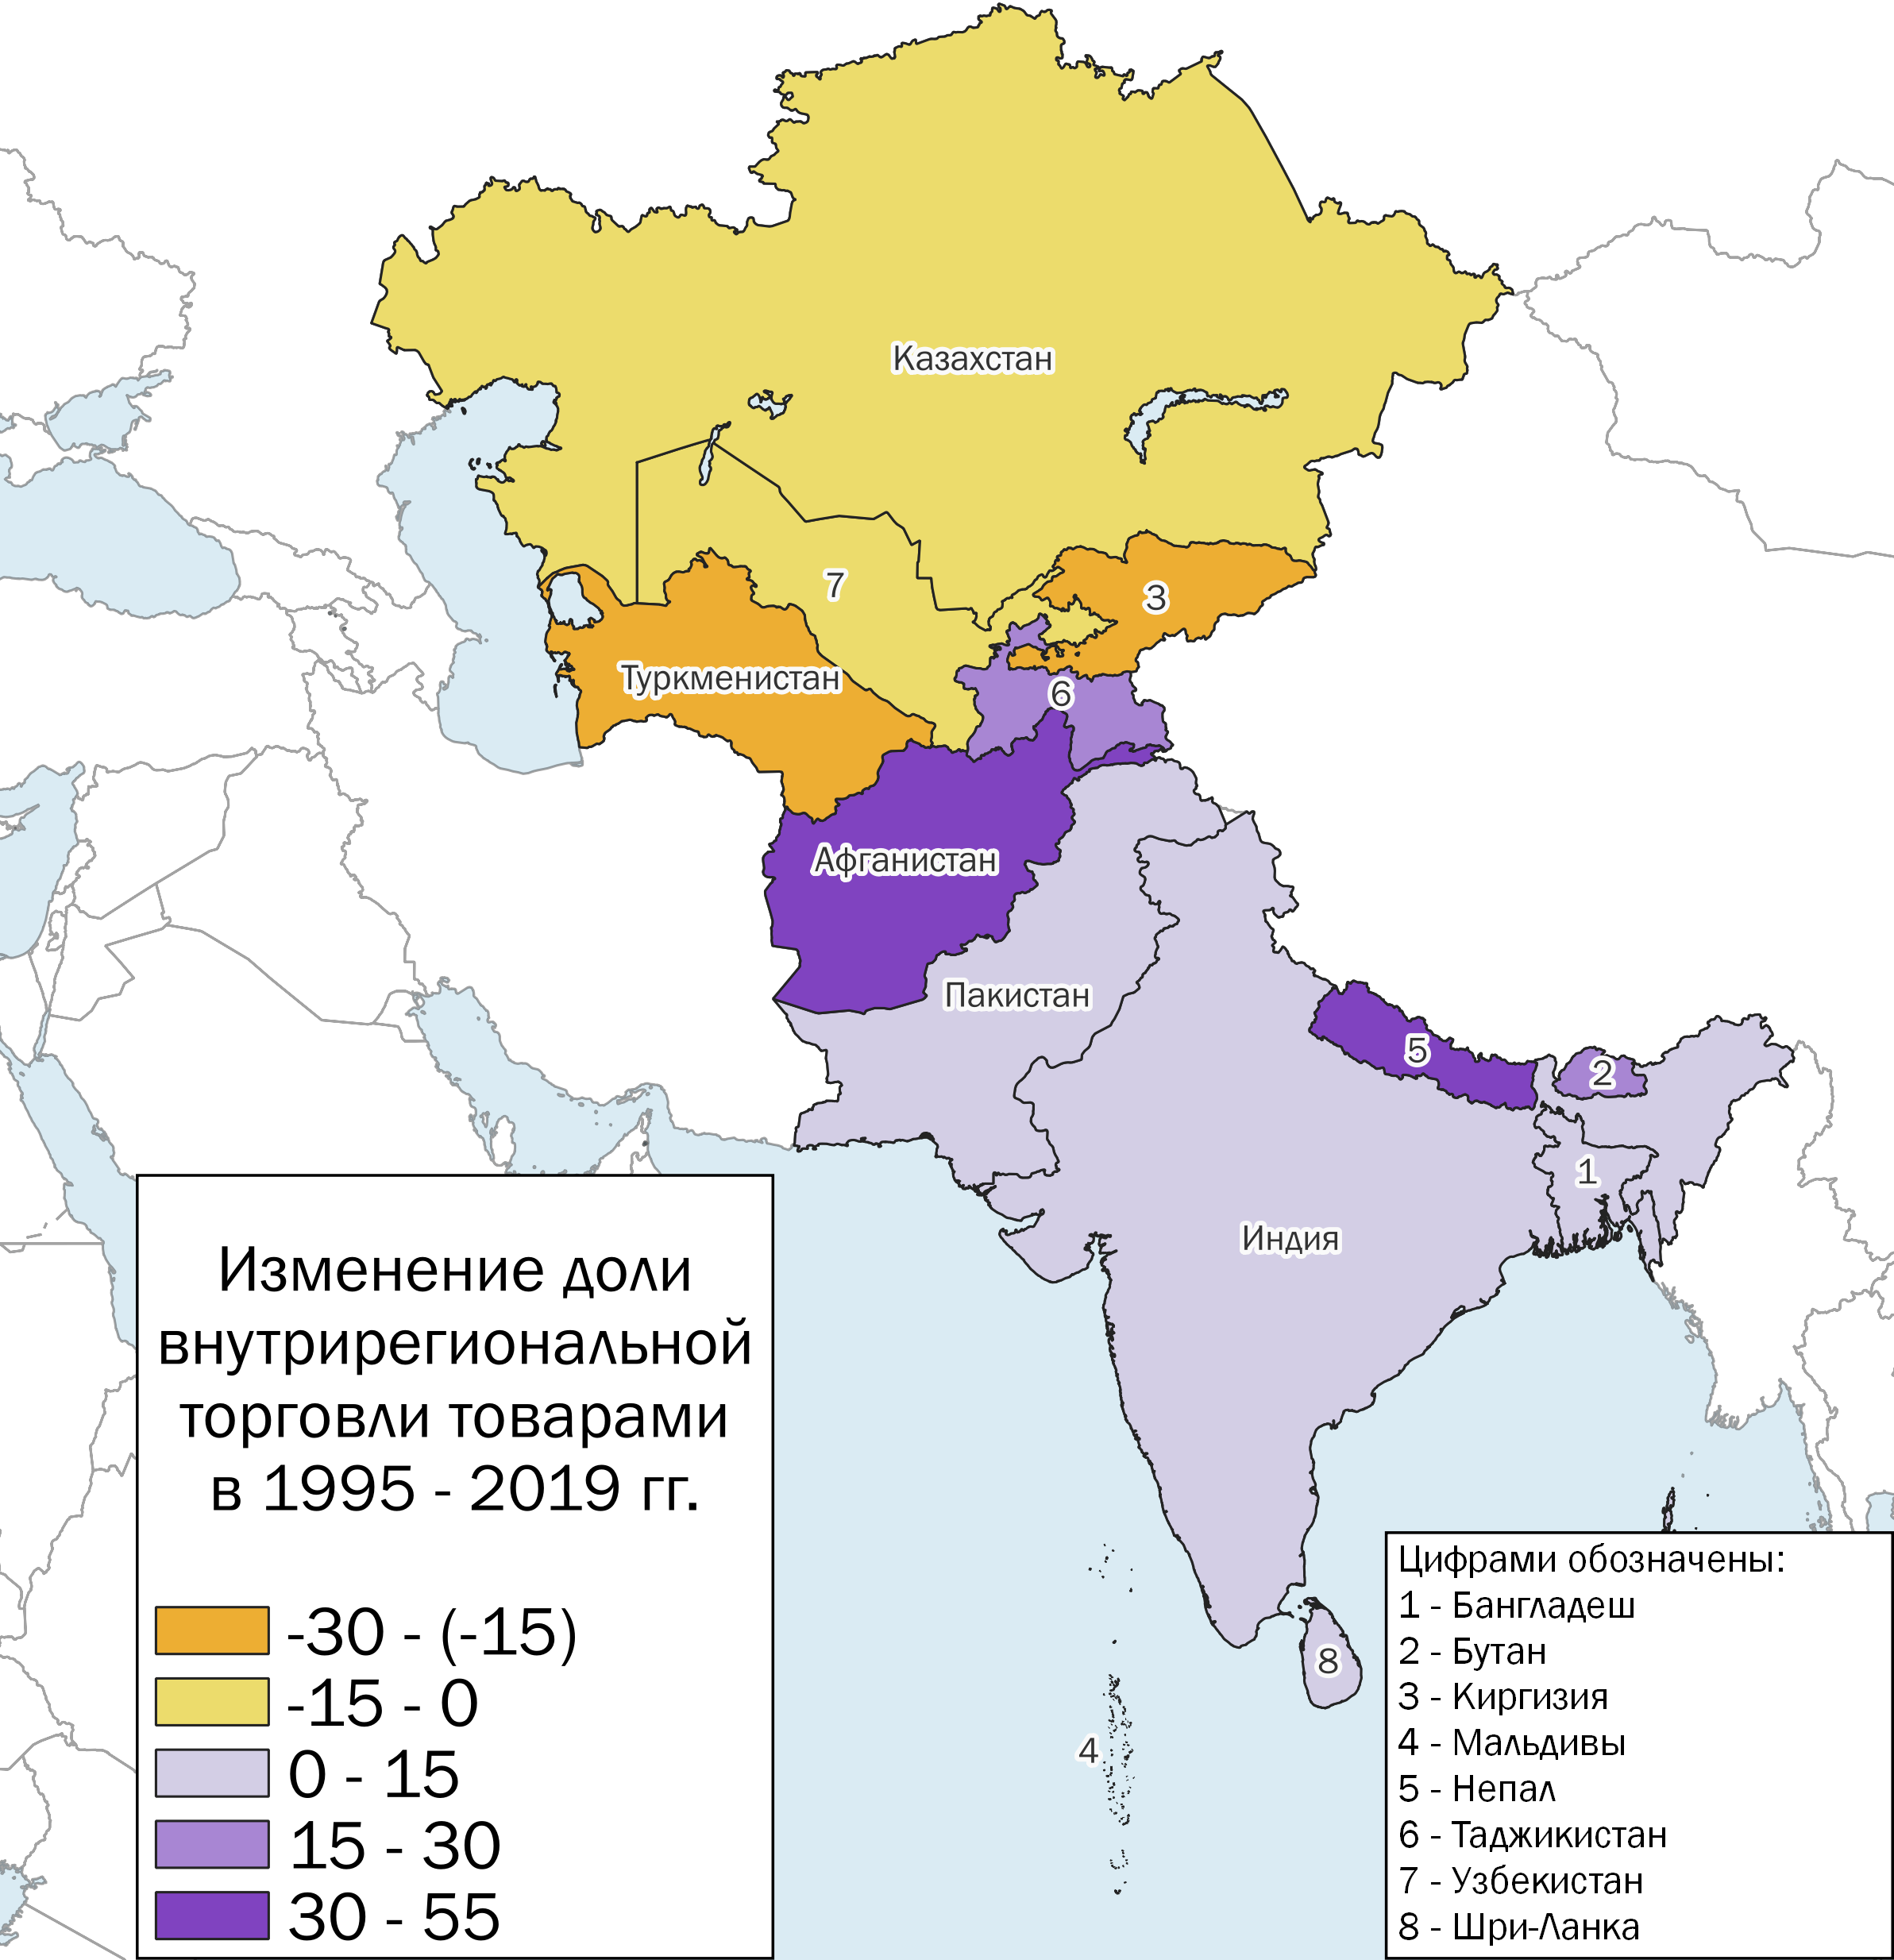 Казахстан
7
3
Туркменистан
6
Афганистан
Пакистан
5
2
1
Индия
8
4
Изменение доли
внутрирегиональной
торговли товарами
в 1995 - 2019 гг.
-30 - (-15)
-15 - 0
0 - 15
15 - 30
30 - 55
Цифрами обозначены:
1 - Бангладеш
2 - Бутан
3 - Киргизия
4 - Мальдивы
5 - Непал
6 - Таджикистан
7 - Узбекистан
8 - Шри-Ланка